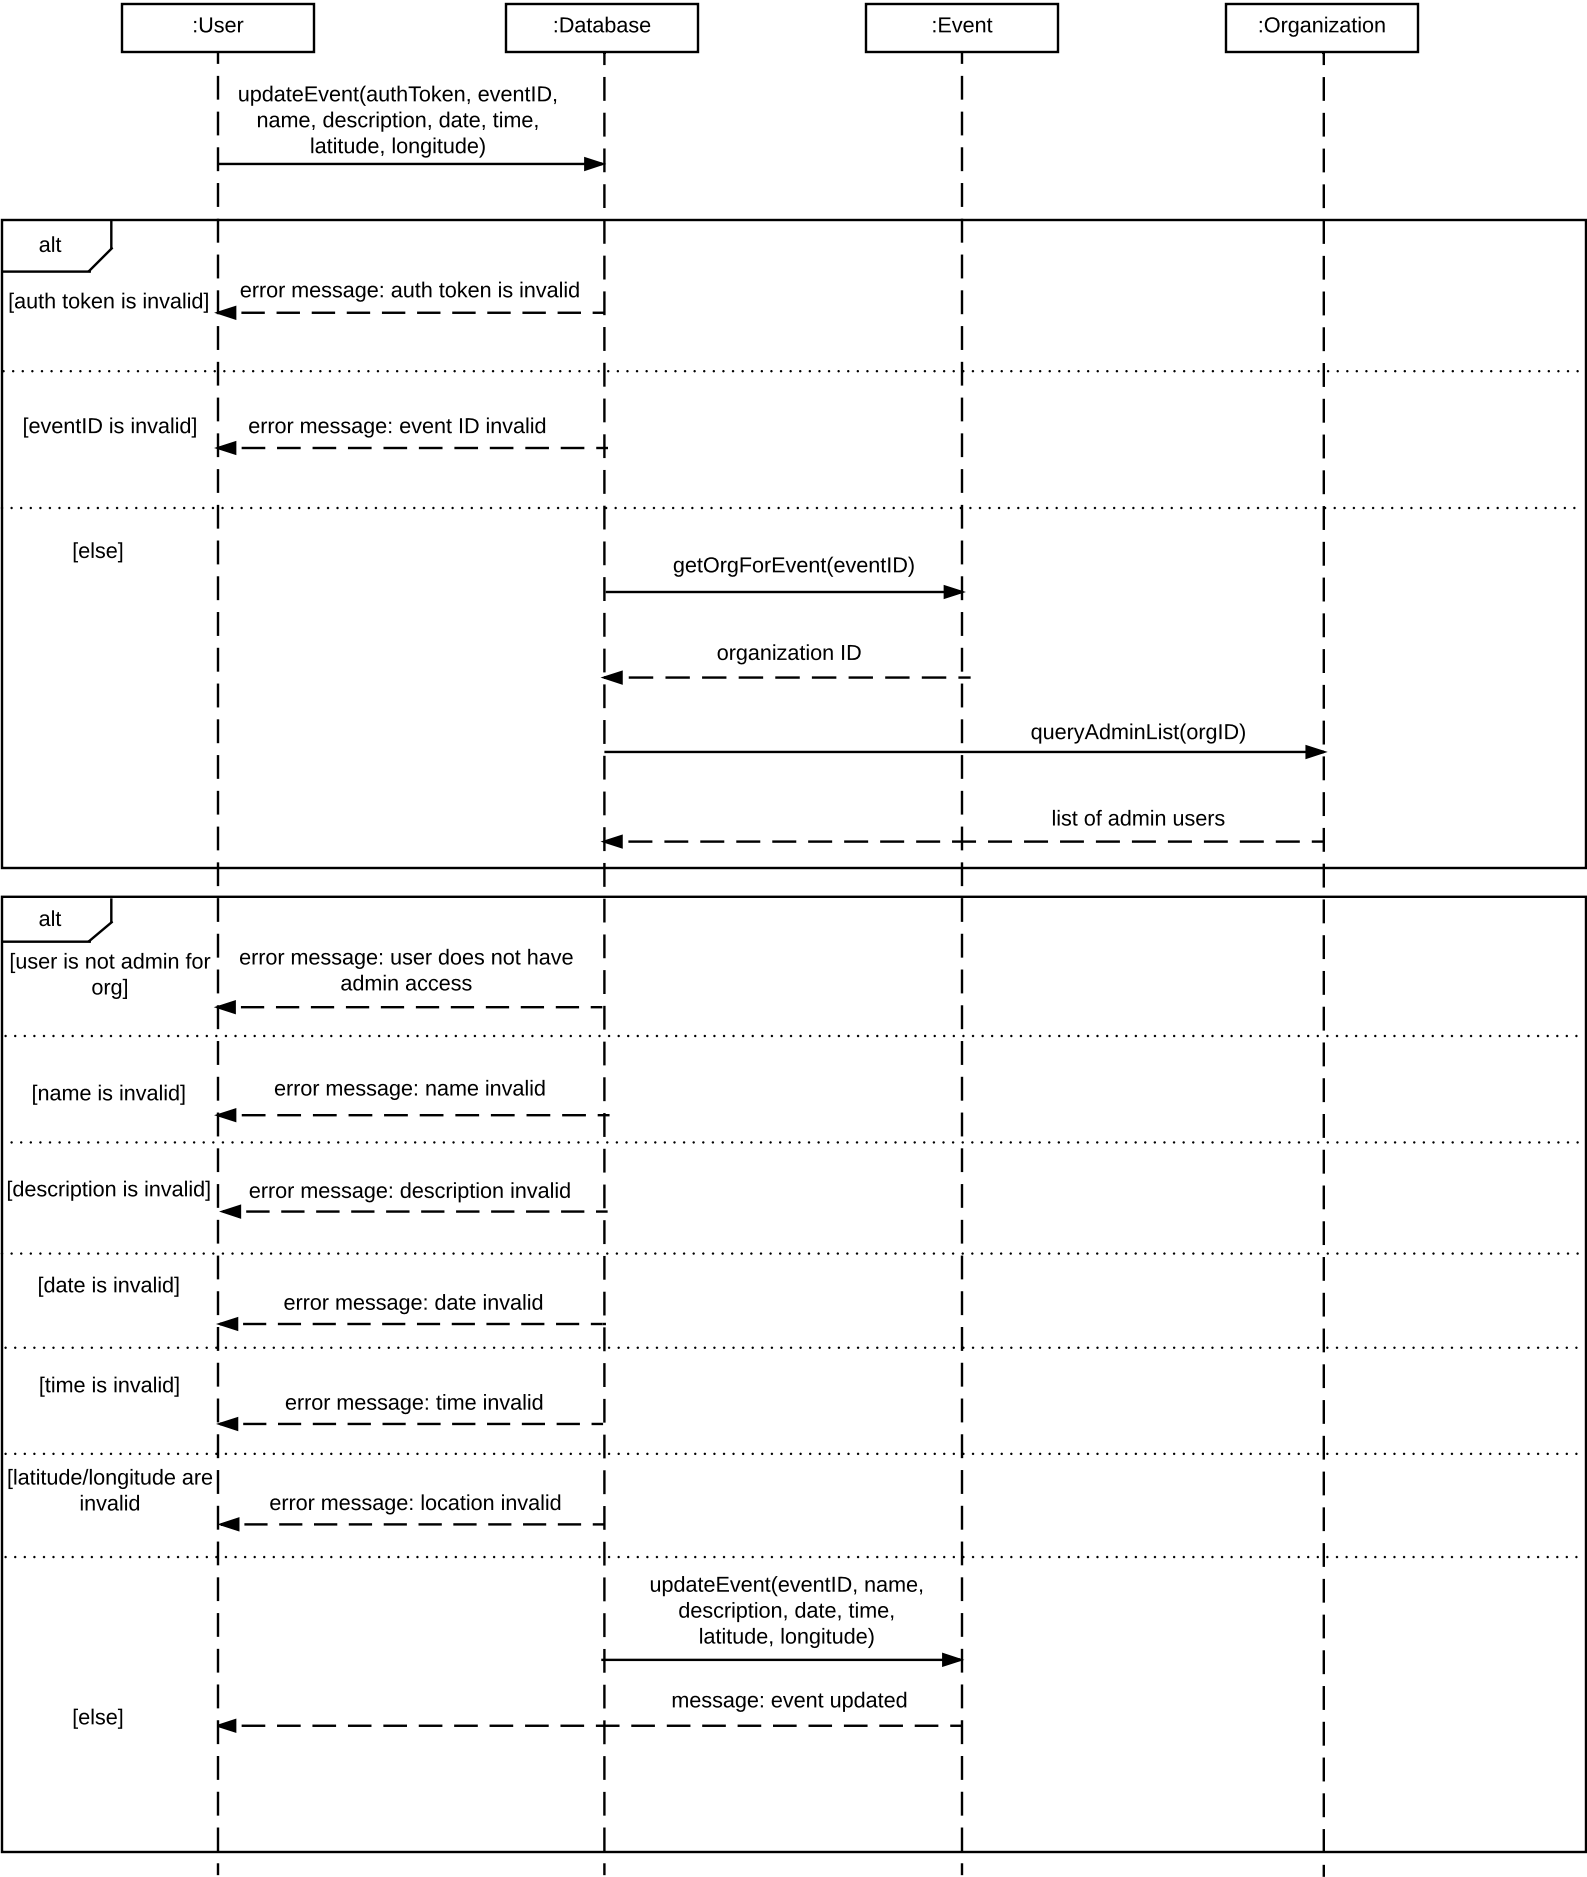 :User
:Database
:Event
:Organization
updateEvent(authToken, eventID,
name, description, date, time,
latitude, longitude)
alt
[auth token is invalid]
error message: auth token is invalid
[eventID is invalid]
error message: event ID invalid
[else]
getOrgForEvent(eventID)
organization ID
queryAdminList(orgID)
list of admin users
alt
[user is not admin for
org]
error message: user does not have
admin access
[name is invalid]
error message: name invalid
[description is invalid]
error message: description invalid
[date is invalid]
error message: date invalid
[time is invalid]
error message: time invalid
[latitude/longitude are
invalid
error message: location invalid
updateEvent(eventID, name,
description, date, time,
latitude, longitude)
[else]
message: event updated